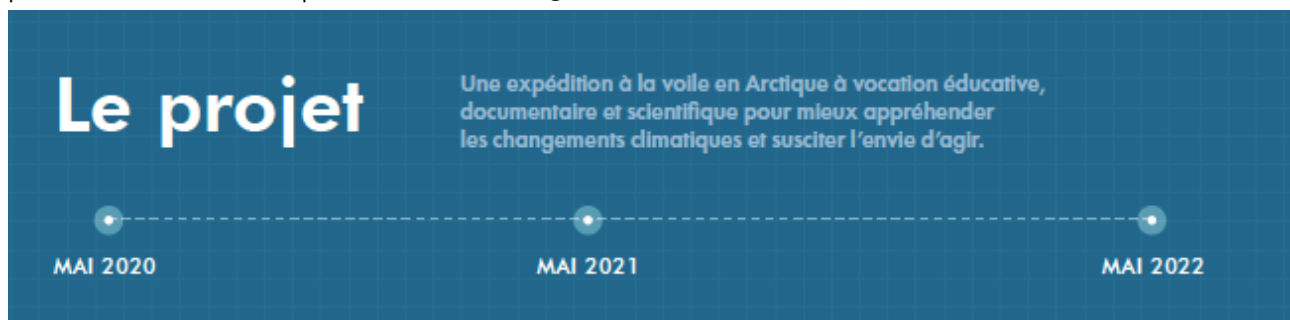 Le projet
Une expédition à la voile en Arctique à vocation éducative,
documentaire et scientifique pour mieux appréhender
les changements climatiques et susciter l'envie d'agir.
MAI 2020
MAI 2021
MAI 2022